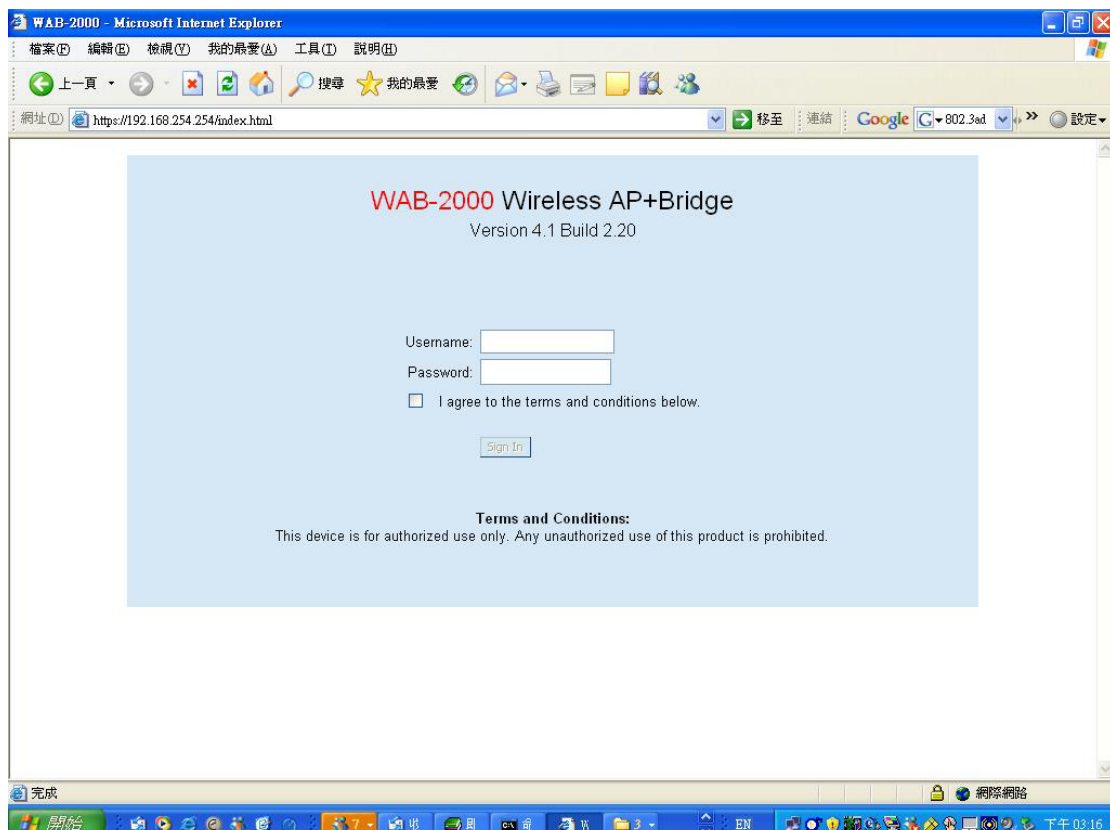 WAB-2000 - Microsoft Internet Explorer
檔案(F) 編輯(E) 檢視(V) 我的最愛(A) 工具(T) 說明(H)
上一頁 搜尋 我的最愛
網址(D) https://192.168.254.254/index.html 移至 連結 Google G 802.3ad 設定
WAB-2000 Wireless AP+Bridge
Version 4.1 Build 2.20
Username:
Password:
I agree to the terms and conditions below.
Sign In
Terms and Conditions:
This device is for authorized use only. Any unauthorized use of this product is prohibited.
完成 網際網路
開始 7 3 EN 下午 03:16